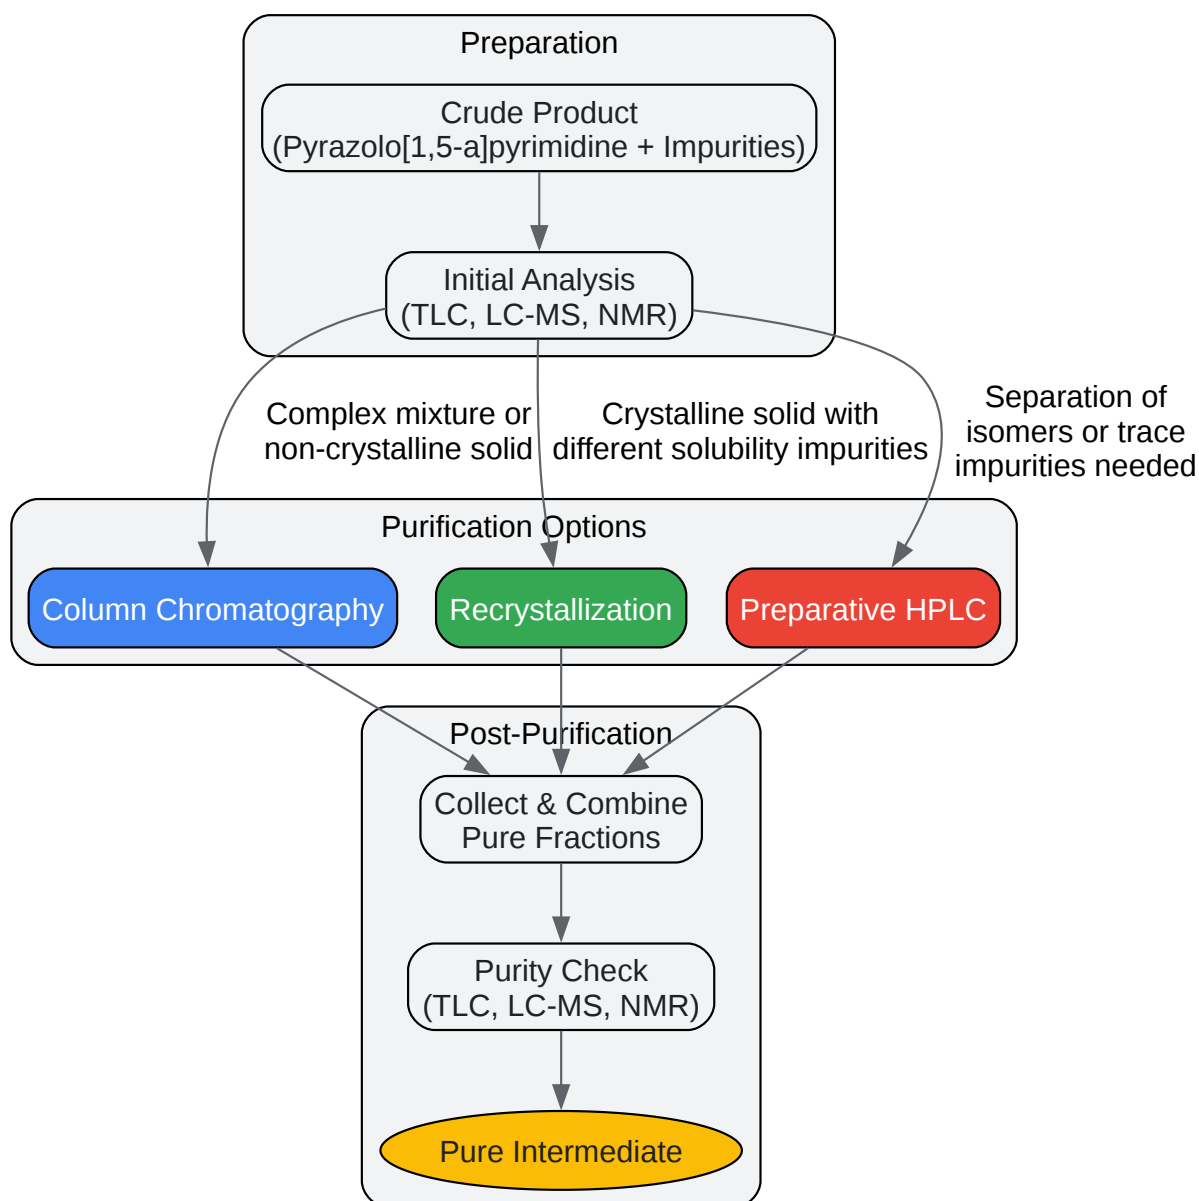 Preparation
Crude Product
(Pyrazolo[1,5-a]pyrimidine + Impurities)
Initial Analysis
(TLC, LC-MS, NMR)
Complex mixture or
non-crystalline solid
Crystalline solid with
different solubility impurities
Separation of
isomers or trace
impurities needed
Purification Options
Column Chromatography
Recrystallization
Preparative HPLC
Post-Purification
Collect & Combine
Pure Fractions
Purity Check
(TLC, LC-MS, NMR)
Pure Intermediate